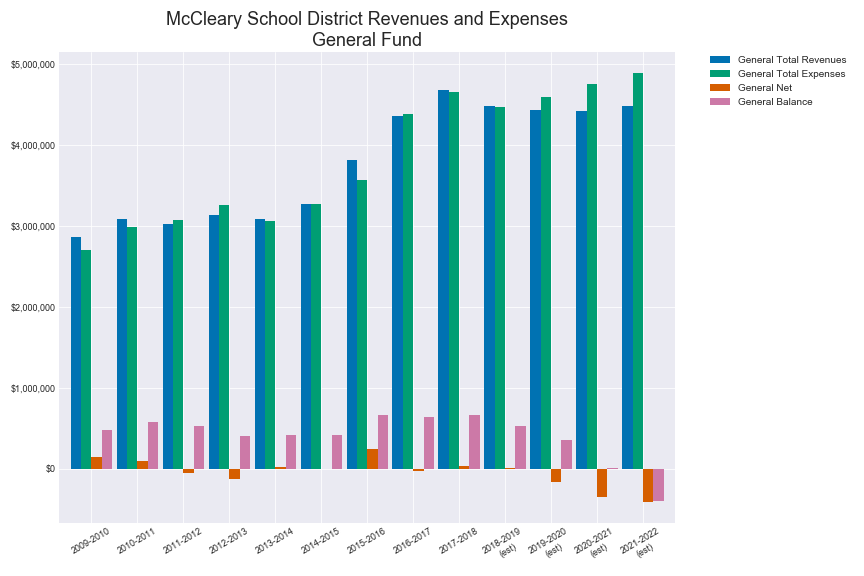 McCleary School District Revenues and Expenses
General Fund
General Total Revenues
General Total Expenses
General Net
General Balance
$5,000,000
$4,000,000
$3,000,000
$2,000,000
$1,000,000
$0
2009-2010
2010-2011
2011-2012
2012-2013
2013-2014
2014-2015
2015-2016
2016-2017
2017-2018
2018-2019
(est)
2019-2020
(est)
2020-2021
(est)
2021-2022
(est)